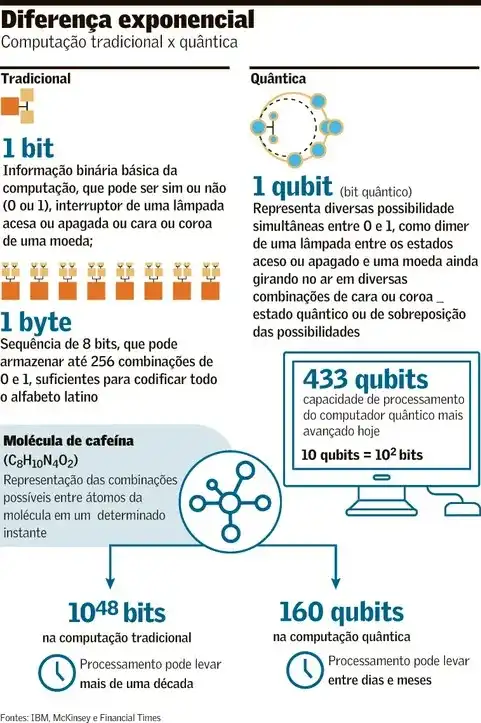 Diferença exponencial
Computação tradicional x quântica
Tradicional
1 bit
Informação binária básica da
computação, que pode ser sim ou não
(0 ou 1), interruptor de uma lâmpada
acesa ou apagada ou cara ou coroa
de uma moeda;
1 byte
Sequência de 8 bits, que pode
armazenar até 256 combinações de
0 e 1, suficientes para codificar todo
o alfabeto latino
Quântica
1 qubit (bit quântico)
Representa diversas possibilidade
simultâneas entre 0 e 1, como dimer
de uma lâmpada entre os estados
aceso ou apagado e uma moeda ainda
girando no ar em diversas
combinações de cara ou coroa _
estado quântico ou de sobreposição
das possibilidades
433 qubits
capacidade de processamento
do computador quântico mais
avançado hoje
10 qubits = 10² bits
Molécula de cafeína
(C₈H₁₀N₄O₂)
Representação das combinações
possíveis entre átomos da
molécula em um determinado
instante
10⁴⁸ bits
na computação tradicional
Processamento pode levar
mais de uma década
160 qubits
na computação quântica
Processamento pode levar
entre dias e meses
Fontes: IBM, McKinsey e Financial Times